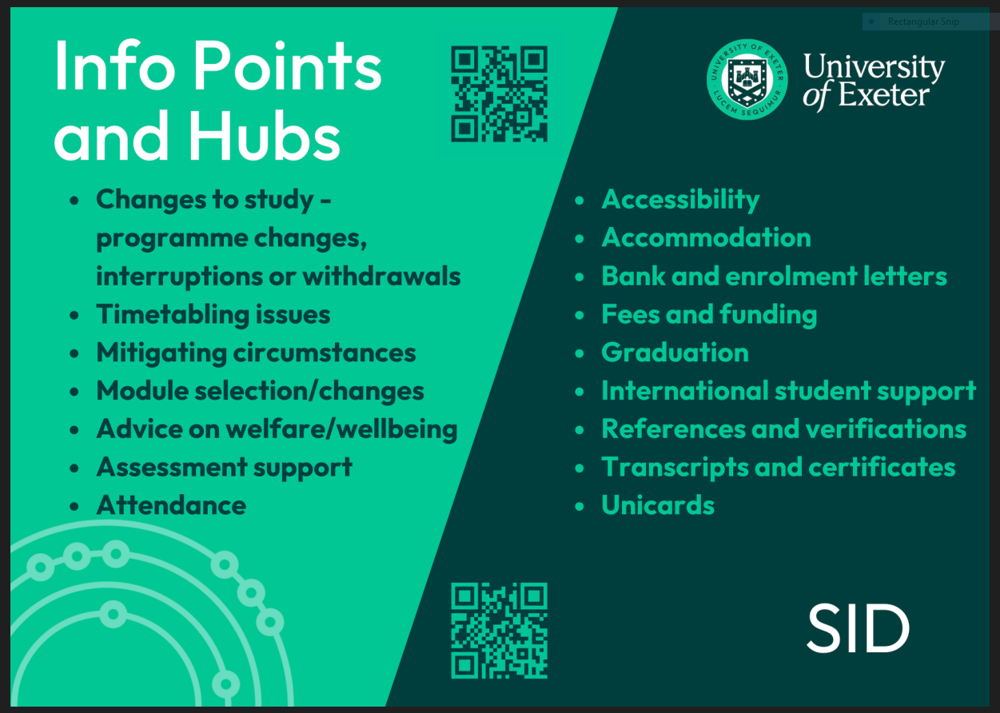 Info Points
and Hubs
• Changes to study -
programme changes,
interruptions or withdrawals
• Timetabling issues
• Mitigating circumstances
• Module selection/changes
• Advice on welfare/wellbeing
• Assessment support
• Attendance
Rectangular Snip
UNIVERSITY OF EXETER
LUCEM SEQUIMUR
University
of Exeter
• Accessibility
• Accommodation
• Bank and enrolment letters
• Fees and funding
• Graduation
• International student support
• References and verifications
• Transcripts and certificates
• Unicards
SID